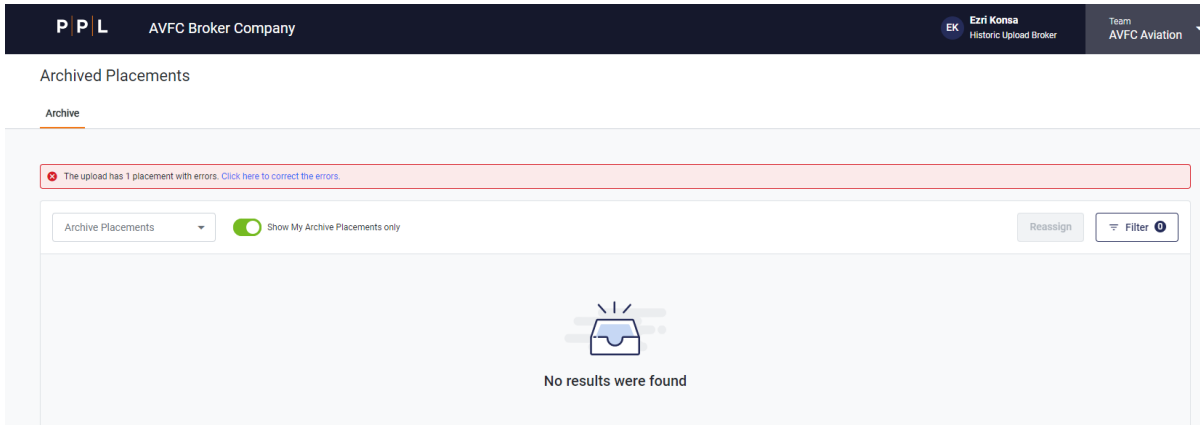 P|P|L
AVFC Broker Company
EK
Ezri Konsa
Historic Upload Broker
Team
AVFC Aviation
Archived Placements
Archive
The upload has 1 placement with errors. Click here to correct the errors.
Archive Placements
Show My Archive Placements only
Reassign
Filter 0
No results were found